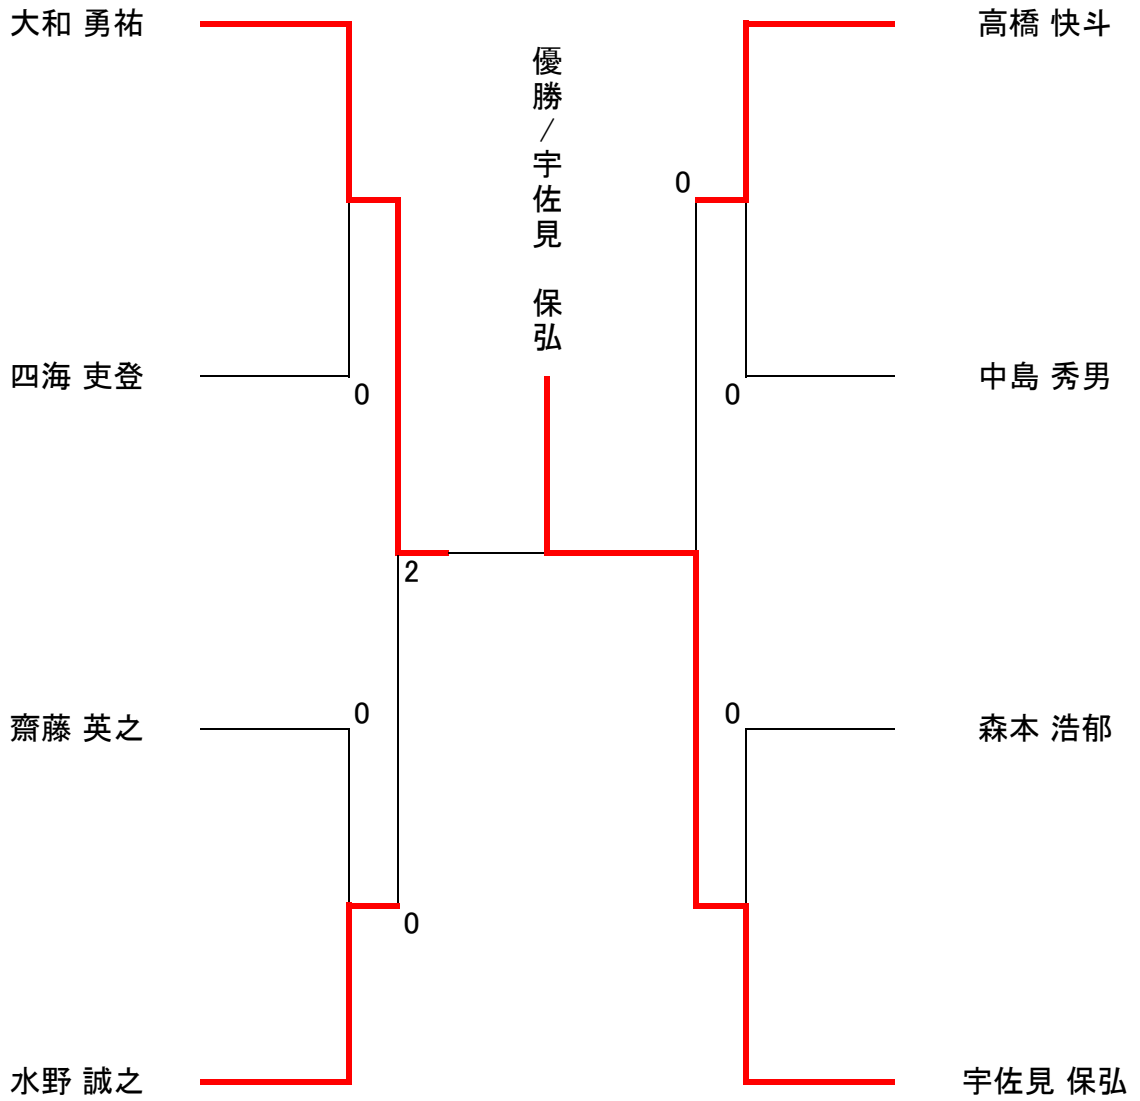 大和 勇祐
高橋 快斗
優勝/宇佐見 保弘
0
四海 吏登
0
0
中島 秀男
2
齋藤 英之
0
0
森本 浩郁
0
水野 誠之
宇佐見 保弘